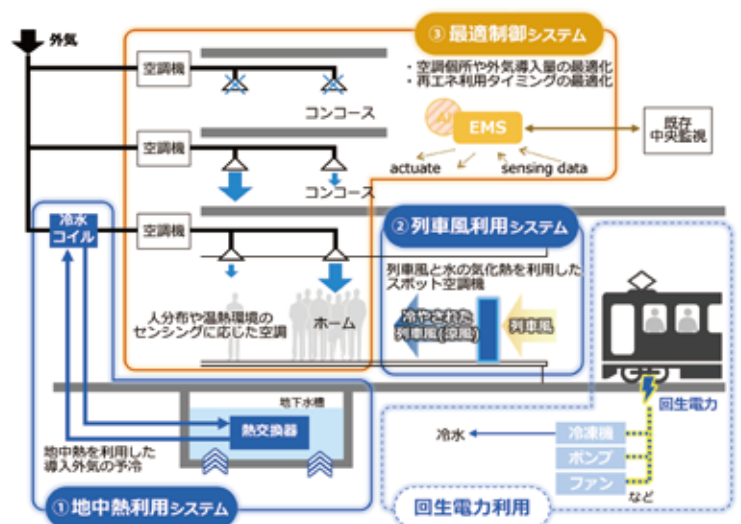 外気
空調機
コンコース
③ 最適制御システム
・空調個所や外気導入量の最適化
・再エネ利用タイミングの最適化
AI
EMS
既存
中央監視
actuate
sensing data
空調機
コンコース
冷水
コイル
空調機
人分布や温熱環境の
センシングに応じた空調
ホーム
② 列車風利用システム
列車風と水の気化熱を利用した
スポット空調機
冷やされた
列車風(涼風)
列車風
回生電力
地下水槽
熱交換器
地中熱を利用した
導入外気の予冷
① 地中熱利用システム
冷水
冷凍機
ポンプ
ファン
など
回生電力利用